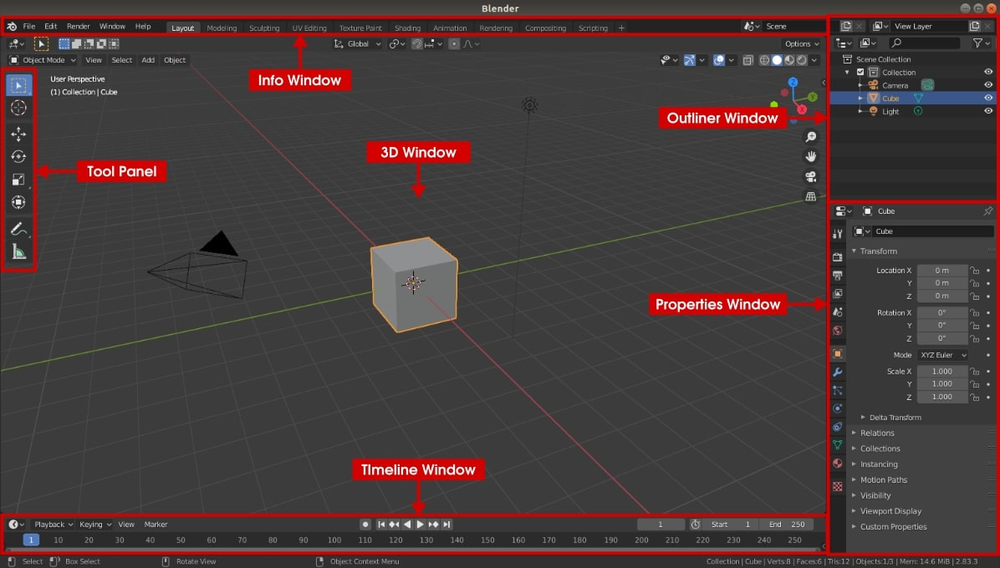 Blender
File Edit Render Window Help Layout Modeling Sculpting UV Editing Texture Paint Shading Animation Rendering Compositing Scripting + Scene View Layer
Global Options
Object Mode View Select Add Object
User Perspective
(1) Collection | Cube
Info Window
Z
Y
X
Outliner Window
3D Window
Tool Panel
Scene Collection
Collection
Camera
Cube
Light
Cube
Cube
Transform
Location X 0 m
Y 0 m
Z 0 m
Rotation X 0°
Y 0°
Z 0°
Mode XYZ Euler
Scale X 1.000
Y 1.000
Z 1.000
Delta Transform
Relations
Collections
Instancing
Motion Paths
Visibility
Viewport Display
Custom Properties
Properties Window
TImeline Window
Playback Keying View Marker 1 Start 1 End 250
1 10 20 30 40 50 60 70 80 90 100 110 120 130 140 150 160 170 180 190 200 210 220 230 240 250
Select Box Select Rotate View Object Context Menu Collection | Cube | Verts:8 | Faces:6 | Tris:12 | Objects:1/3 | Mem: 14.6 MiB | 2.83.3